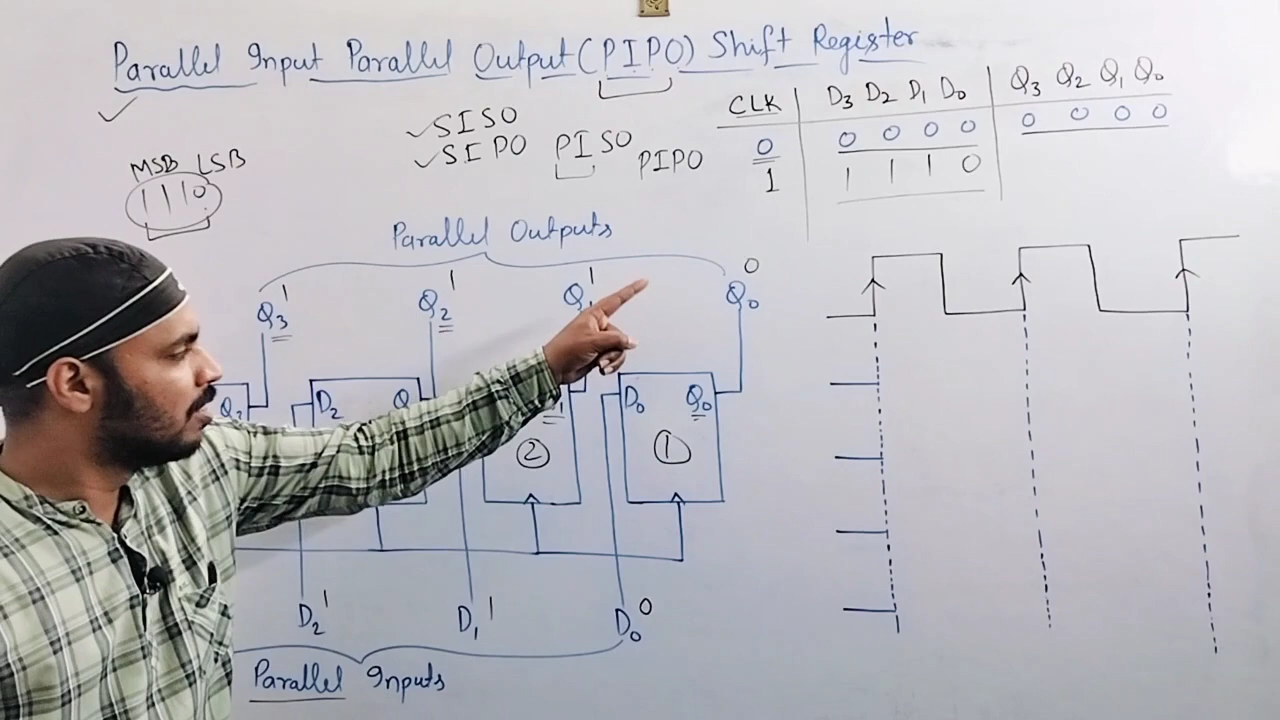 Parallel Input Parallel Output (PIPO) Shift Register
SISO
SIPO PISO PIPO
MSB LSB
1110
CLK D3 D2 D1 D0 Q3 Q2 Q1 Q0
0 0 0 0 0 0 0 0 0
1 1 1 1 0
Parallel Outputs
1 1 1 0
Q3 Q2 Q1 Q0
D2 Q D0 Q0
2 1
D2 1 D1 1 D0 0
Parallel Inputs